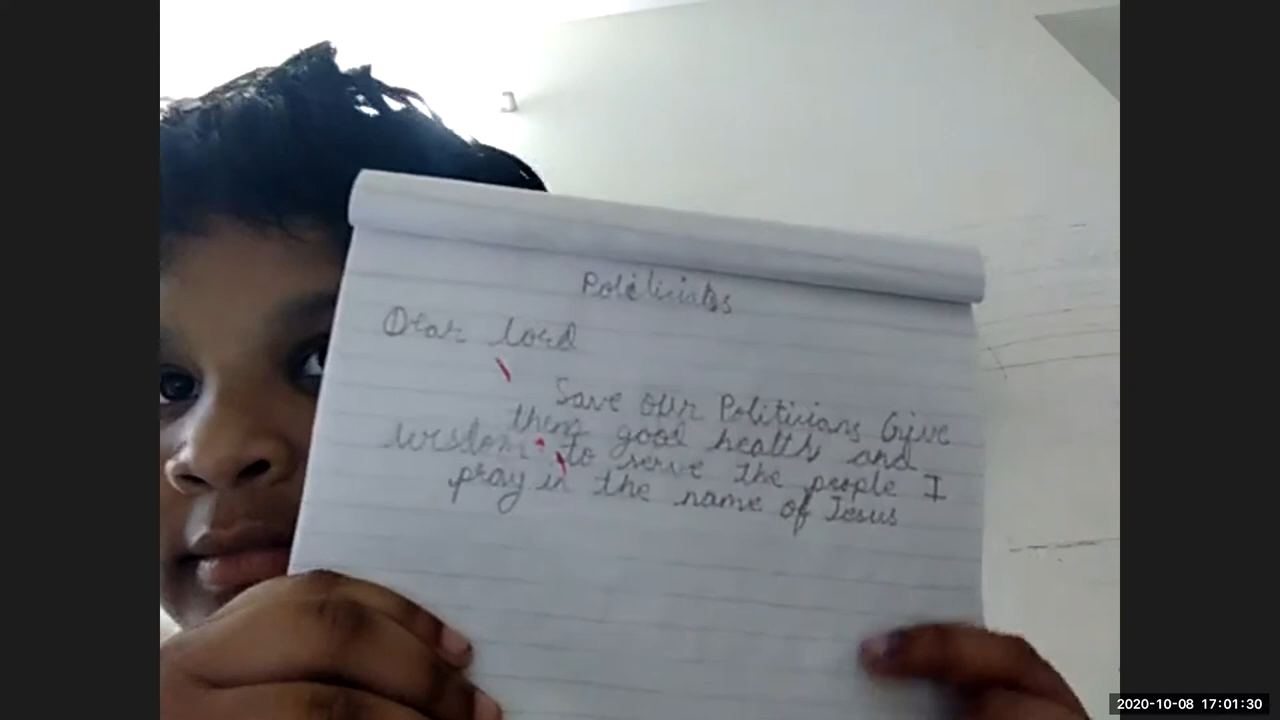 Politicians
Dear Lord
Save our Politicians Give
them good health and
wisdom to serve the people I
pray in the name of Jesus
2020-10-08 17:01:30